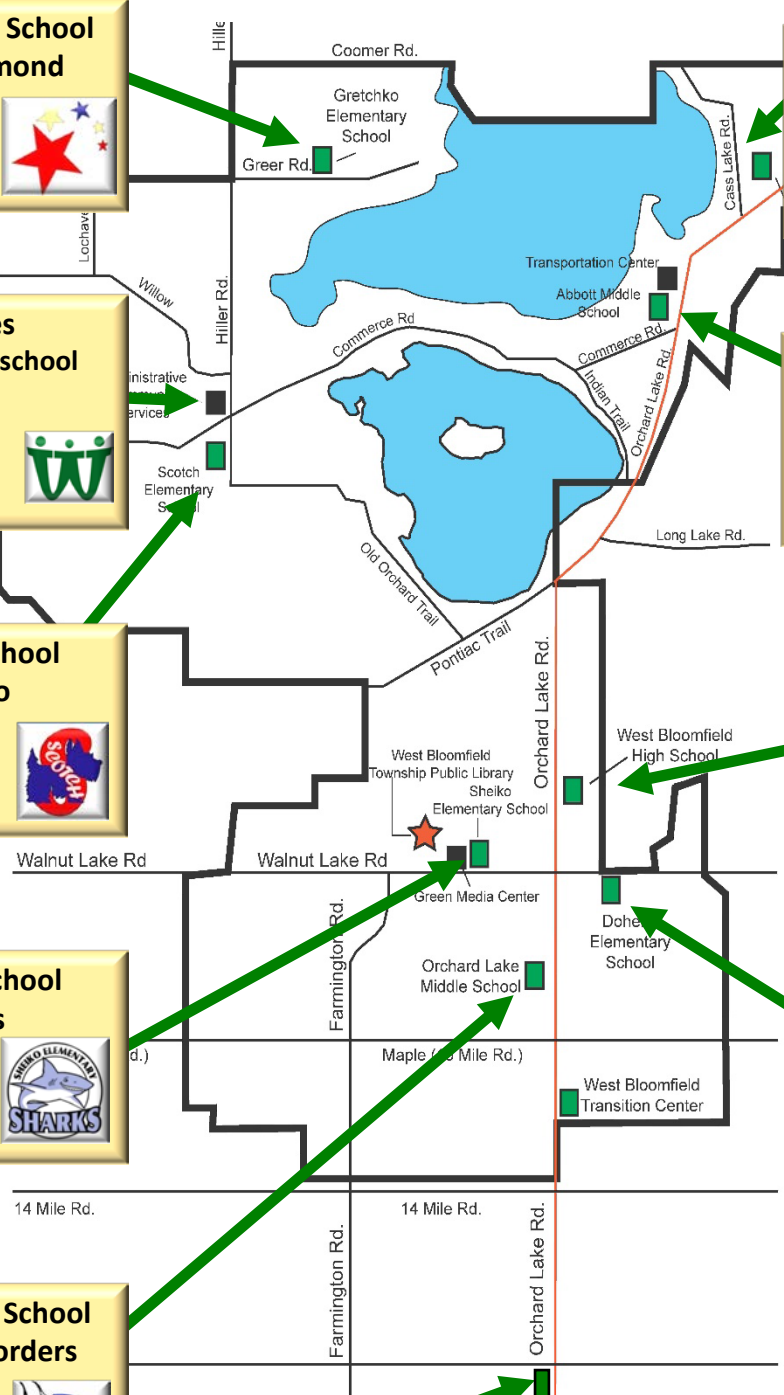 School
mond
Hille
Coomer Rd.
Gretchko
Elementary
School
Greer Rd.
Cass Lake Rd.
Lochave
Willow
Hiller Rd.
Transportation Center
Abbott Middle
School
Commerce Rd
Commerce Rd.
Indian Trail
Orchard Lake Rd.
es
school
inistrative
ervices
W
Scotch
Elementary
Long Lake Rd.
Old Orchard Trail
Pontiac Trail
hool
o
SCOTCH
Orchard Lake Rd.
West Bloomfield
High School
West Bloomfield
Township Public Library
Sheiko
Elementary School
Walnut Lake Rd
Walnut Lake Rd
Green Media Center
Elementary
School
Farmington Rd.
Orchard Lake
Middle School
chool
s
SHEIKO ELEMENTARY
SHARKS
d.)
Maple
Mile Rd.)
West Bloomfield
Transition Center
14 Mile Rd.
14 Mile Rd.
Farmington Rd.
Orchard Lake Rd.
School
orders